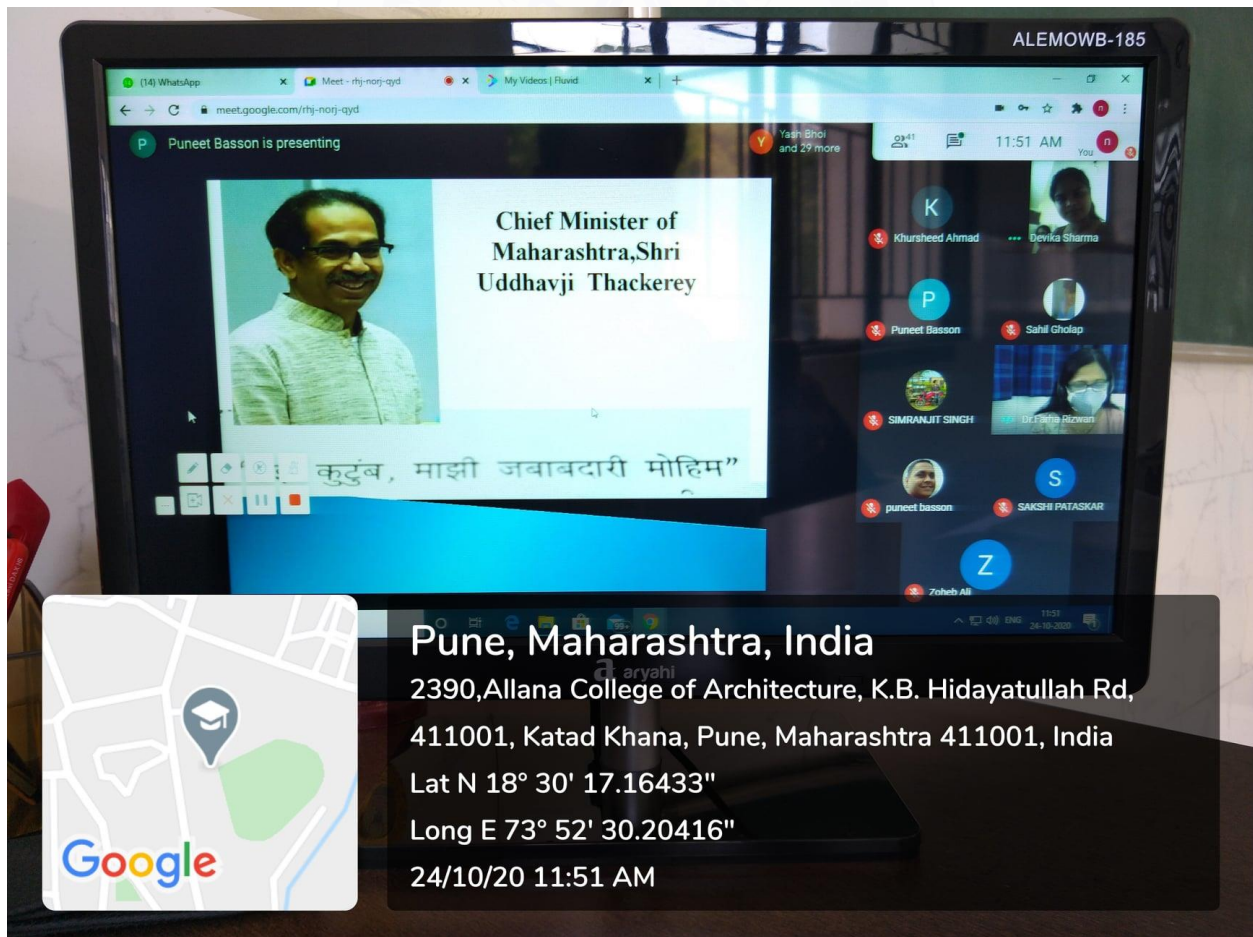 ALEMOWB-185
(14) WhatsApp
Meet - rhj-norj-qyd
My Videos | Fluvid
meet.google.com/rhj-norj-qyd
P
Puneet Basson is presenting
Y
Yash Bhoi
and 29 more
41
11:51 AM
You
n
Chief Minister of
Maharashtra,Shri
Uddhavji Thackerey
कुटुंब, माझी जबाबदारी मोहिम”
K
Khursheed Ahmad
Devika Sharma
P
Puneet Basson
Sahil Gholap
SIMRANJIT SINGH
Dr.Farha Rizwan
puneet basson
S
SAKSHI PATASKAR
Z
Zoheb Ali
ENG
11:51
24-10-2020
aryahi
Google
Pune, Maharashtra, India
2390,Allana College of Architecture, K.B. Hidayatullah Rd,
411001, Katad Khana, Pune, Maharashtra 411001, India
Lat N 18° 30' 17.16433"
Long E 73° 52' 30.20416"
24/10/20 11:51 AM